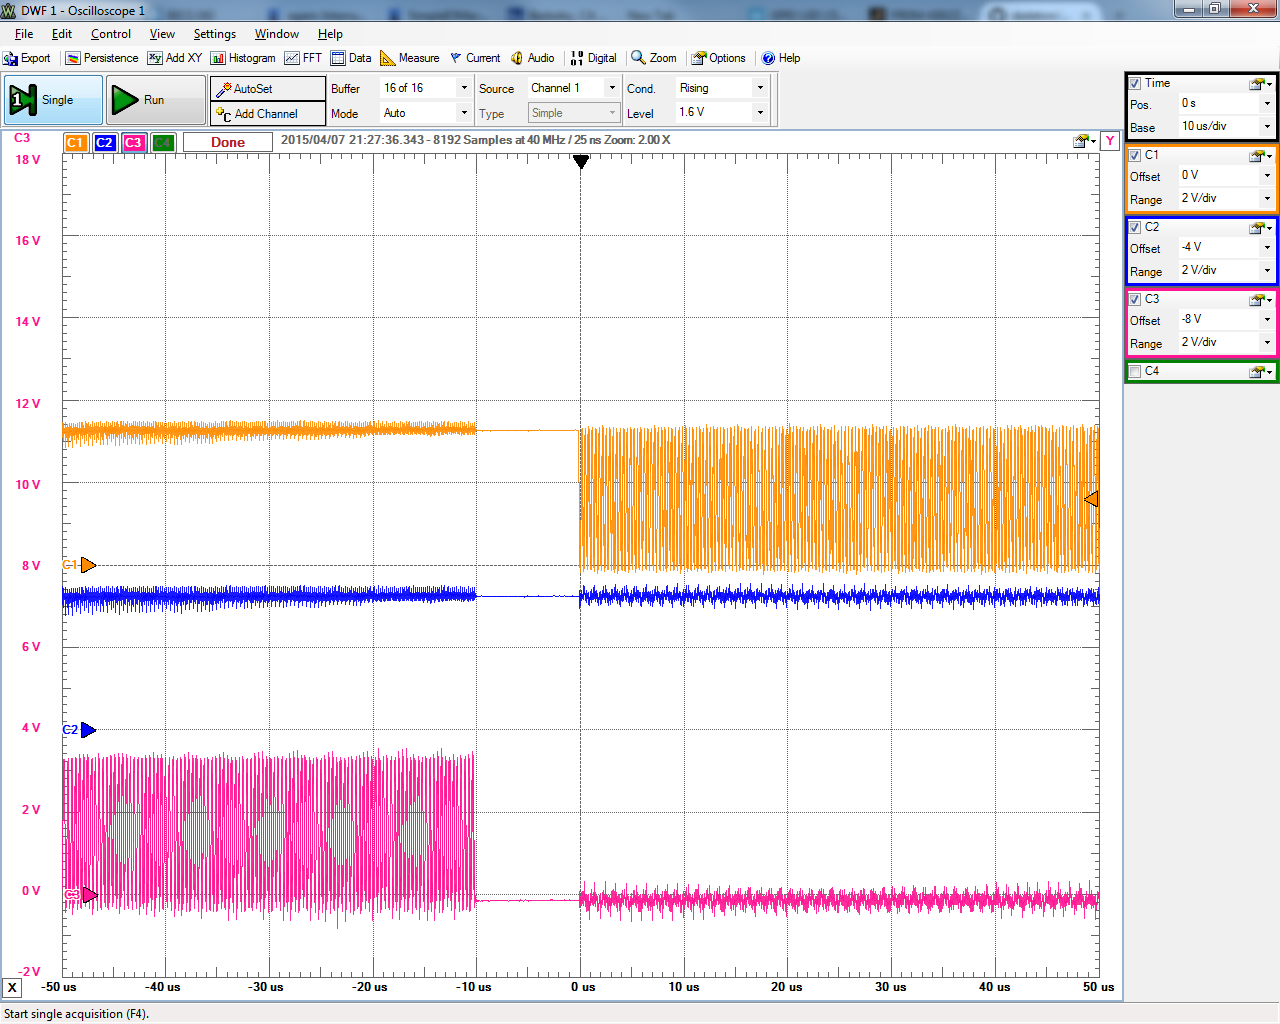 DWF 1 - Oscilloscope 1
File Edit Control View Settings Window Help
Export Persistence Add XY Histogram FFT Data Measure Current Audio Digital Zoom Options Help
1 Single Run AutoSet Buffer 16 of 16 Source Channel 1 Cond. Rising
Add Channel Mode Auto Type Simple Level 1.6 V
C3 C1 C2 C3 C4 Done 2015/04/07 21:27:36.343 - 8192 Samples at 40 MHz / 25 ns Zoom: 2.00 X Y
18 V
16 V
14 V
12 V
10 V
C1 8 V
6 V
C2 4 V
2 V
C3 0 V
-2 V
X -50 us -40 us -30 us -20 us -10 us 0 us 10 us 20 us 30 us 40 us 50 us
Time
Pos. 0 s
Base 10 us/div
C1
Offset 0 V
Range 2 V/div
C2
Offset -4 V
Range 2 V/div
C3
Offset -8 V
Range 2 V/div
C4
Start single acquisition (F4).